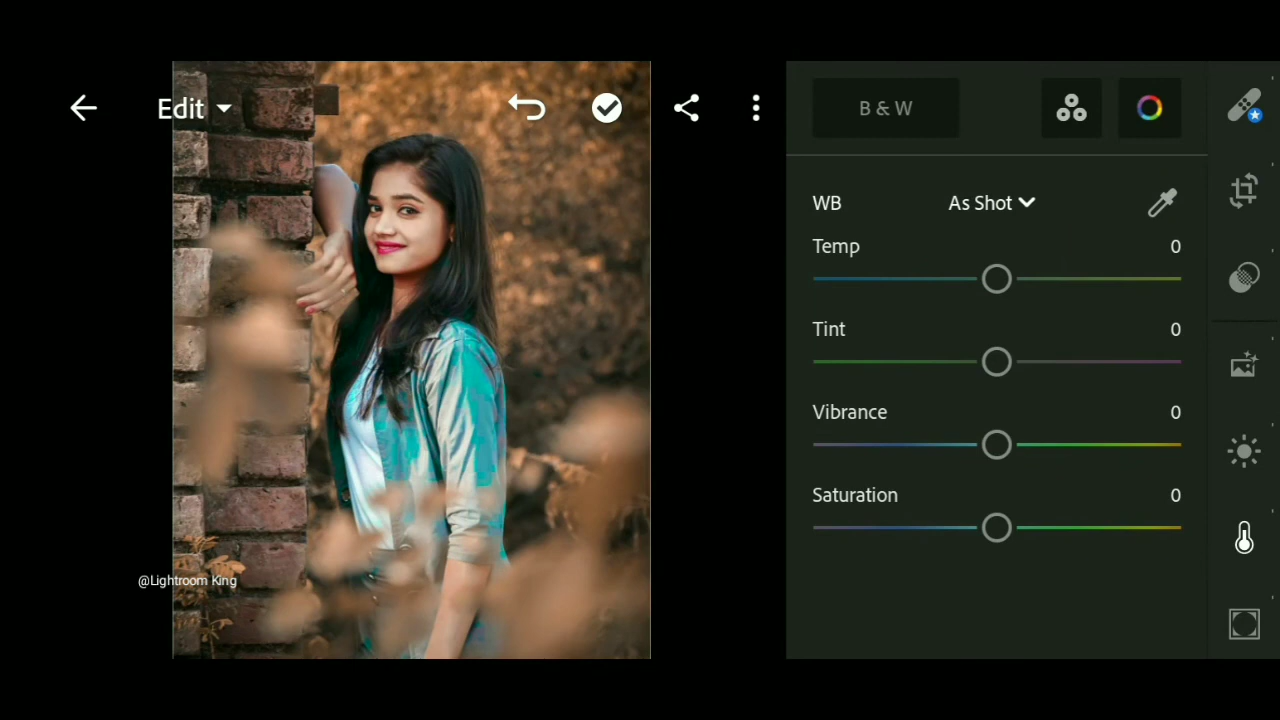 Edit
B & W
WB As Shot
Temp 0
Tint 0
Vibrance 0
Saturation 0
@Lightroom King